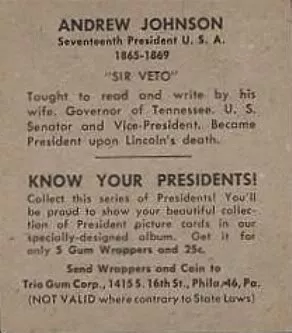 ANDREW JOHNSON
Seventeenth President U. S. A.
1865-1869
"SIR VETO"
Taught to read and write by his
wife. Governor of Tennessee. U. S.
Senator and Vice-President. Became
President upon Lincoln's death.
KNOW YOUR PRESIDENTS!
Collect this series of Presidents! You'll
be proud to show your beautiful collec-
tion of President picture cards in our
specially-designed album. Get it for
only 5 Gum Wrappers and 25c.
Send Wrappers and Coin to
Trio Gum Corp., 1415 S. 16th St., Phila. 46, Pa.
(NOT VALID where contrary to State Laws)